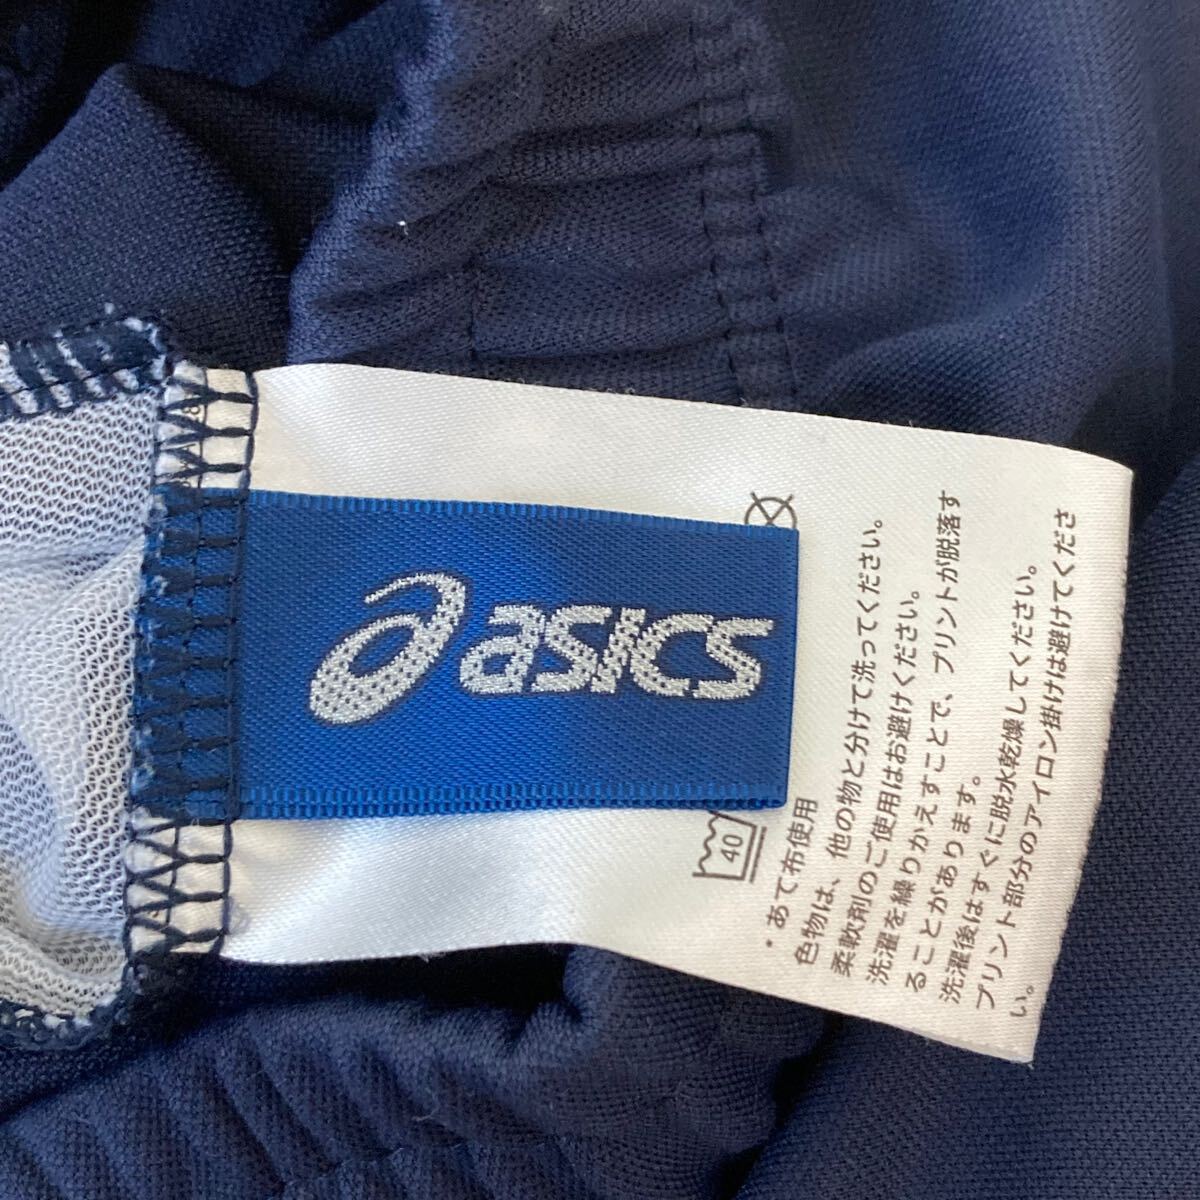 asics
40
・あて布使用
色物は、他の物と分けて洗ってください。
柔軟剤のご使用はお避けください。
洗濯を繰りかえすことで、プリントが脱落す
ることがあります。
洗濯後はすぐに脱水乾燥してください。
プリント部分のアイロン掛けは避けてくださ
い。